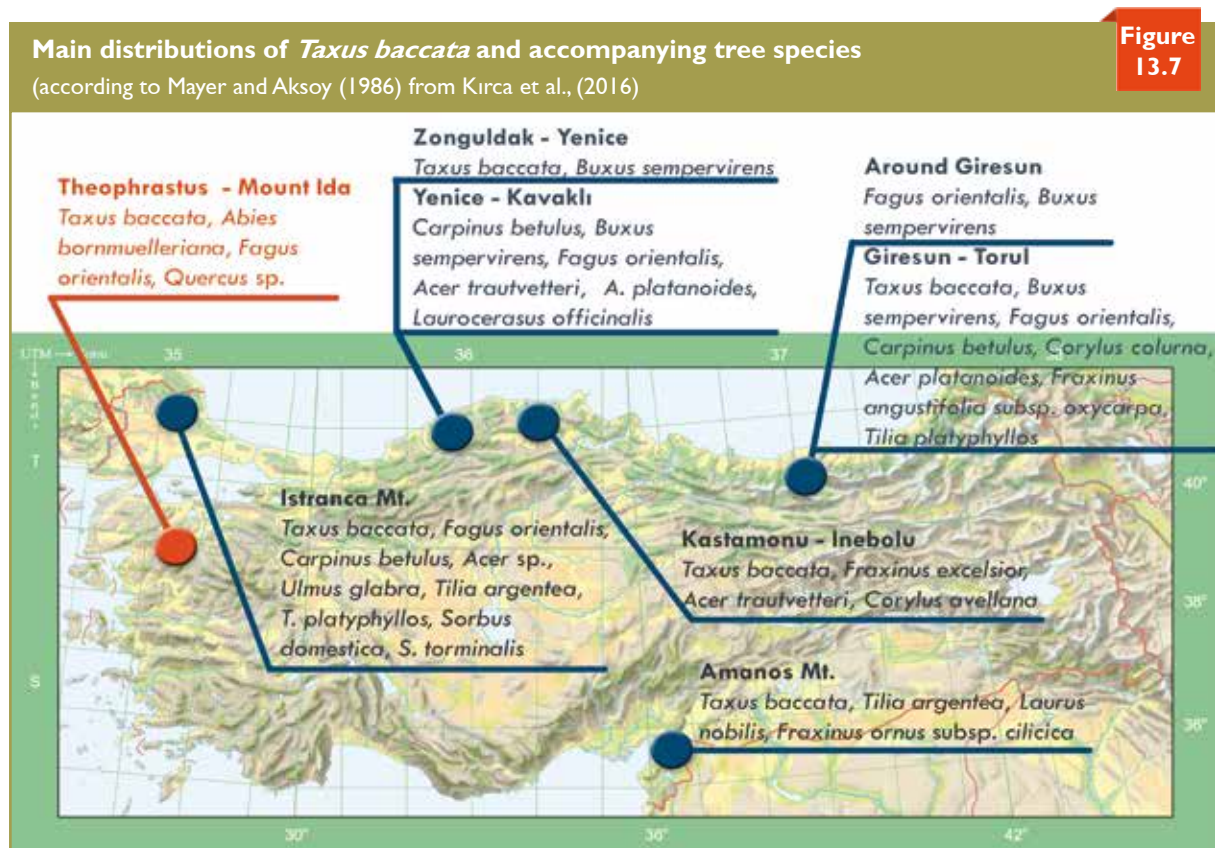 Main distributions of Taxus baccata and accompanying tree species
(according to Mayer and Aksoy (1986) from Kırca et al., (2016)
Figure
13.7
Theophrastus - Mount Ida
Taxus baccata, Abies
bornmuelleriana, Fagus
orientalis, Quercus sp.
Zonguldak - Yenice
Taxus baccata, Buxus sempervirens
Yenice - Kavaklı
Carpinus betulus, Buxus
sempervirens, Fagus orientalis,
Acer trautvetteri, A. platanoides,
Laurocerasus officinalis
Around Giresun
Fagus orientalis, Buxus
sempervirens
Giresun - Torul
Taxus baccata, Buxus
sempervirens, Fagus orientalis,
Carpinus betulus, Corylus colurna,
Acer platanoides, Fraxinus
angustifolia subsp. oxycarpa,
Tilia platyphyllos
UTM
35
36
37
T
S
40°
38°
36°
Istranca Mt.
Taxus baccata, Fagus orientalis,
Carpinus betulus, Acer sp.,
Ulmus glabra, Tilia argentea,
T. platyphyllos, Sorbus
domestica, S. torminalis
Kastamonu - Inebolu
Taxus baccata, Fraxinus excelsior,
Acer trautvetteri, Corylus avellana
Amanos Mt.
Taxus baccata, Tilia argentea, Laurus
nobilis, Fraxinus ornus subsp. cilicica
30°
36°
42°